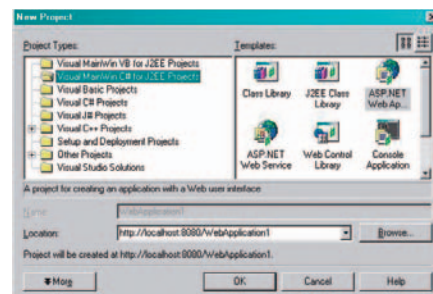 New Project
Project Types:
Templates:
Visual MainWin VB for J2EE Projects
Visual MainWin C# for J2EE Projects
Visual Basic Projects
Visual C# Projects
Visual J# Projects
Visual C++ Projects
Setup and Deployment Projects
Other Projects
Visual Studio Solutions
Class Library
J2EE Class Library
ASP.NET Web Ap...
ASP.NET Web Service
Web Control Library
Console Application
A project for creating an application with a Web user interface
Name:
WebApplication1
Location:
http://localhost:8080/WebApplication1
Browse...
Project will be created at http://localhost:8080/WebApplication1.
More
OK
Cancel
Help